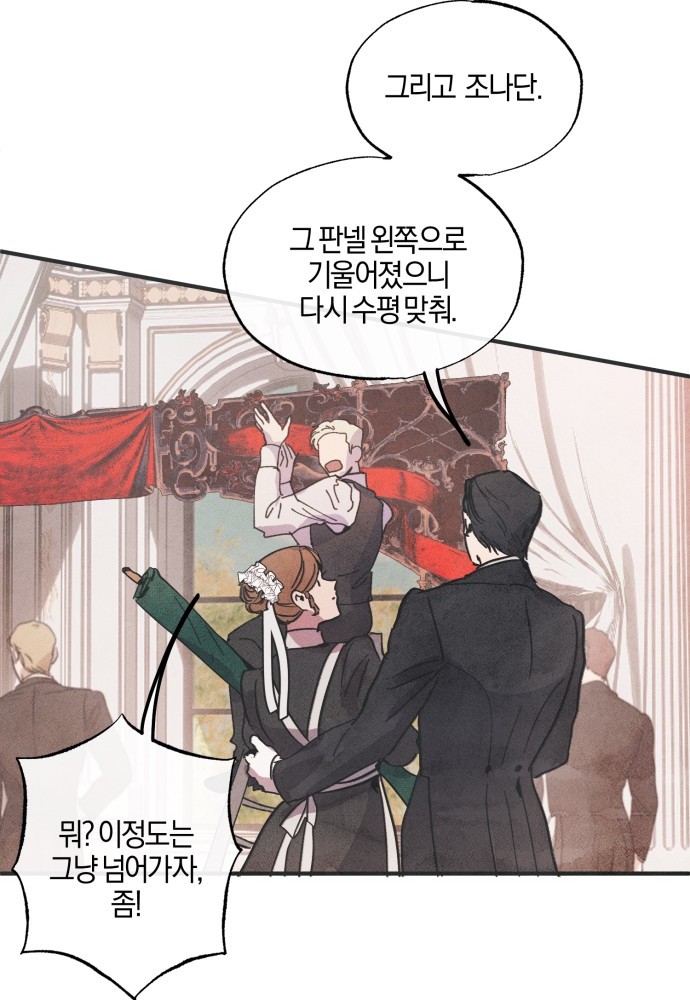 그리고 조나단.
그 판넬 왼쪽으로
기울어졌으니
다시 수평 맞춰.
뭐? 이정도는
그냥 넘어가자,
좀!